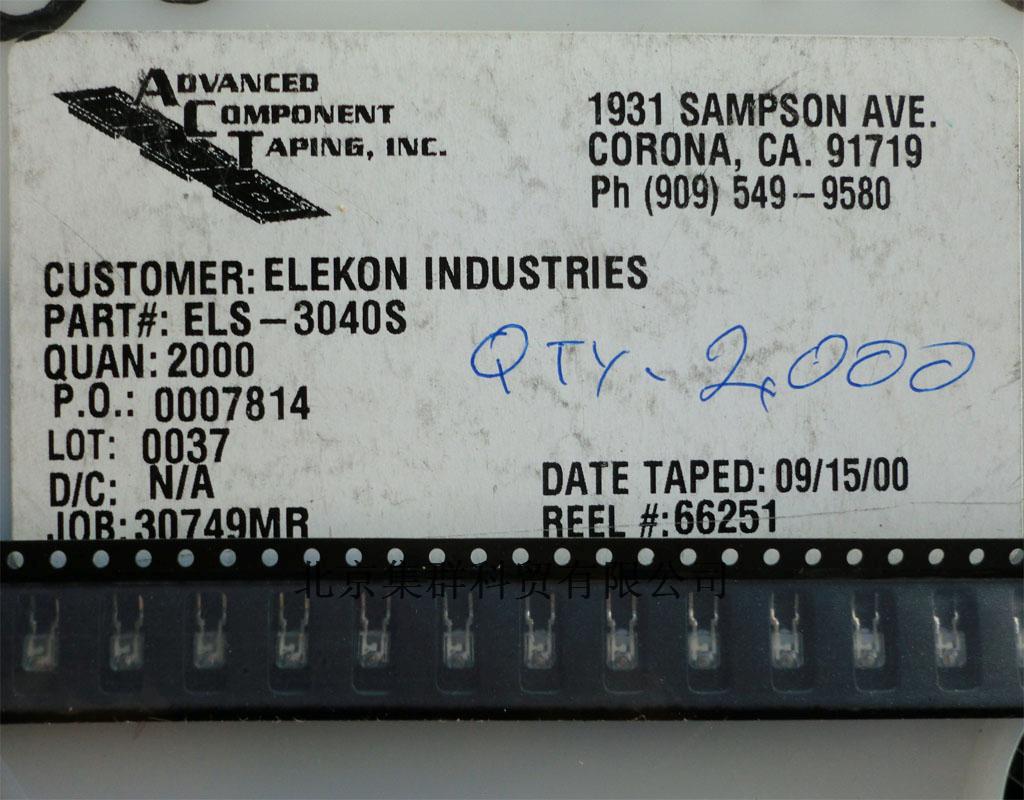 ADVANCED
COMPONENT
TAPING, INC.
1931 SAMPSON AVE.
CORONA, CA. 91719
Ph (909) 549-9580
CUSTOMER: ELEKON INDUSTRIES
PART#: ELS-3040S
QUAN: 2000
QTY - 2,000
P.O.: 0007814
LOT: 0037
D/C: N/A
DATE TAPED: 09/15/00
JOB: 30749MR
REEL #: 66251
北京集群科贸有限公司